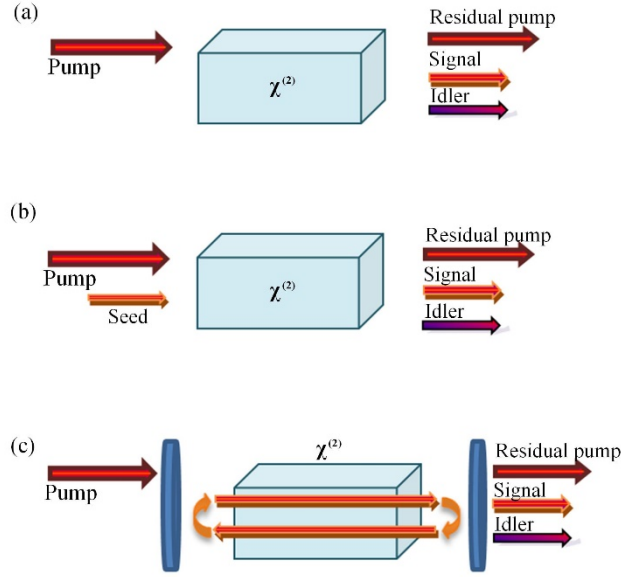 (a)
Residual pump
Pump
Signal
χ⁽²⁾
Idler
(b)
Residual pump
Pump
Signal
Seed
χ⁽²⁾
Idler
(c)
χ⁽²⁾
Residual pump
Pump
Signal
Idler